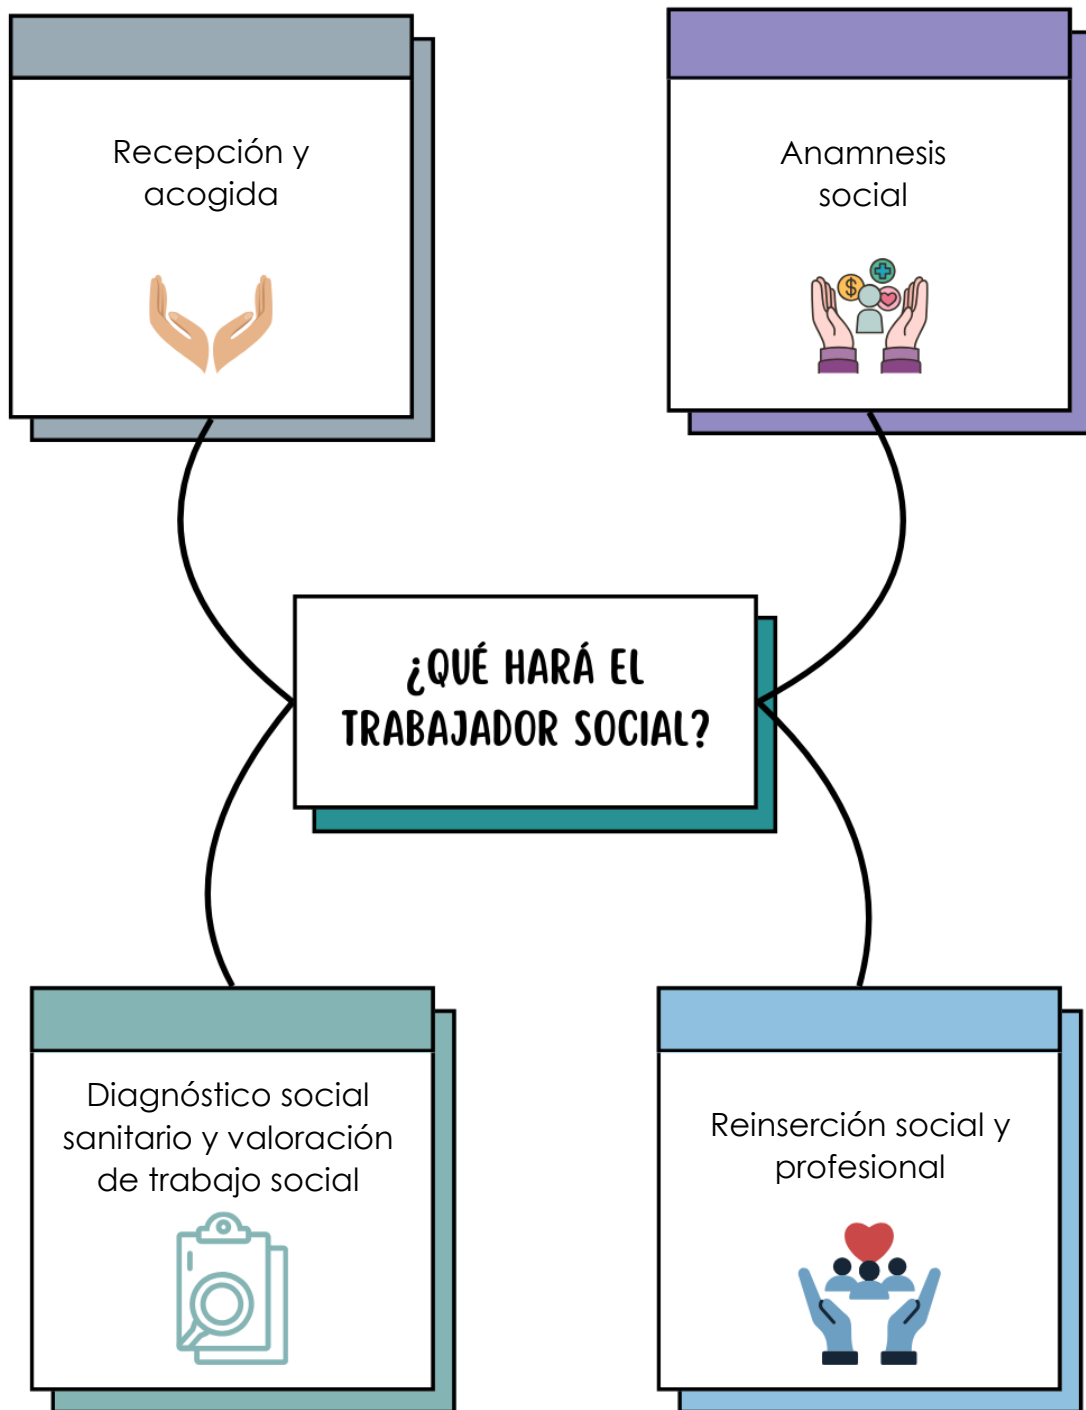 Recepción y
acogida
Anamnesis
social
$
¿QUÉ HARÁ EL
TRABAJADOR SOCIAL?
Diagnóstico social
sanitario y valoración
de trabajo social
Reinserción social y
profesional